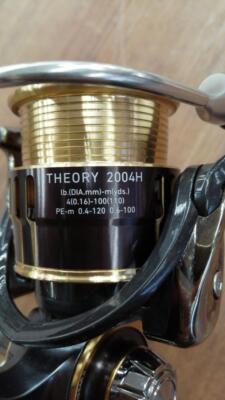 THEORY 2004H
lb.(DIA.mm)-m(yds.)
4(0.16)-100(110)
PE-m 0.4-120 0.6-100